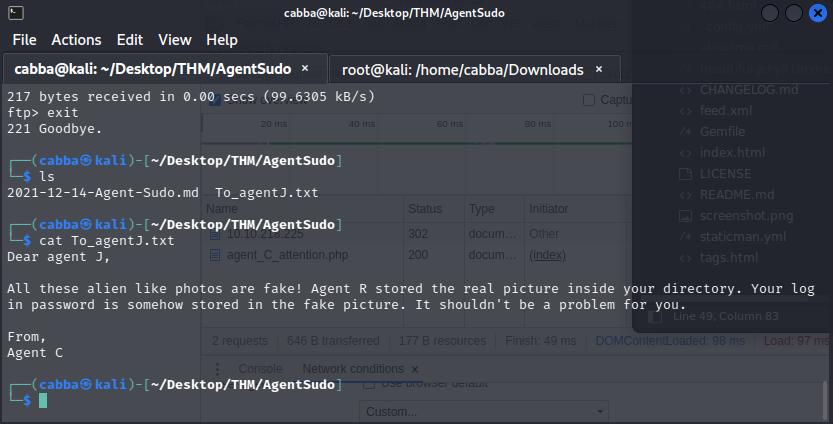 cabba@kali: ~/Desktop/THM/AgentSudo
File Actions Edit View Help
cabba@kali: ~/Desktop/THM/AgentSudo × root@kali: /home/cabba/Downloads ×
217 bytes received in 0.00 secs (99.6305 kB/s)
ftp> exit
221 Goodbye.
┌──(cabba㉿kali)-[~/Desktop/THM/AgentSudo]
└─$ ls
2021-12-14-Agent-Sudo.md To_agentJ.txt
┌──(cabba㉿kali)-[~/Desktop/THM/AgentSudo]
└─$ cat To_agentJ.txt
Dear agent J,
All these alien like photos are fake! Agent R stored the real picture inside your directory. Your log
in password is somehow stored in the fake picture. It shouldn't be a problem for you.
From,
Agent C
┌──(cabba㉿kali)-[~/Desktop/THM/AgentSudo]
└─$
CHANGELOG.md
feed.xml
Gemfile
index.html
LICENSE
README.md
screenshot.png
staticman.yml
tags.html
Line 49, Column 83
20 ms 40 ms 60 ms 80 ms
Name Status Type Initiator
302 docum... Other
agent_C_attention.php 200 docum... (index)
2 requests 646 B transferred 177 B resources Finish: 49 ms DOMContentLoaded: 98 ms Load: 97 ms
Console Network conditions ×
Use browser default
Custom...